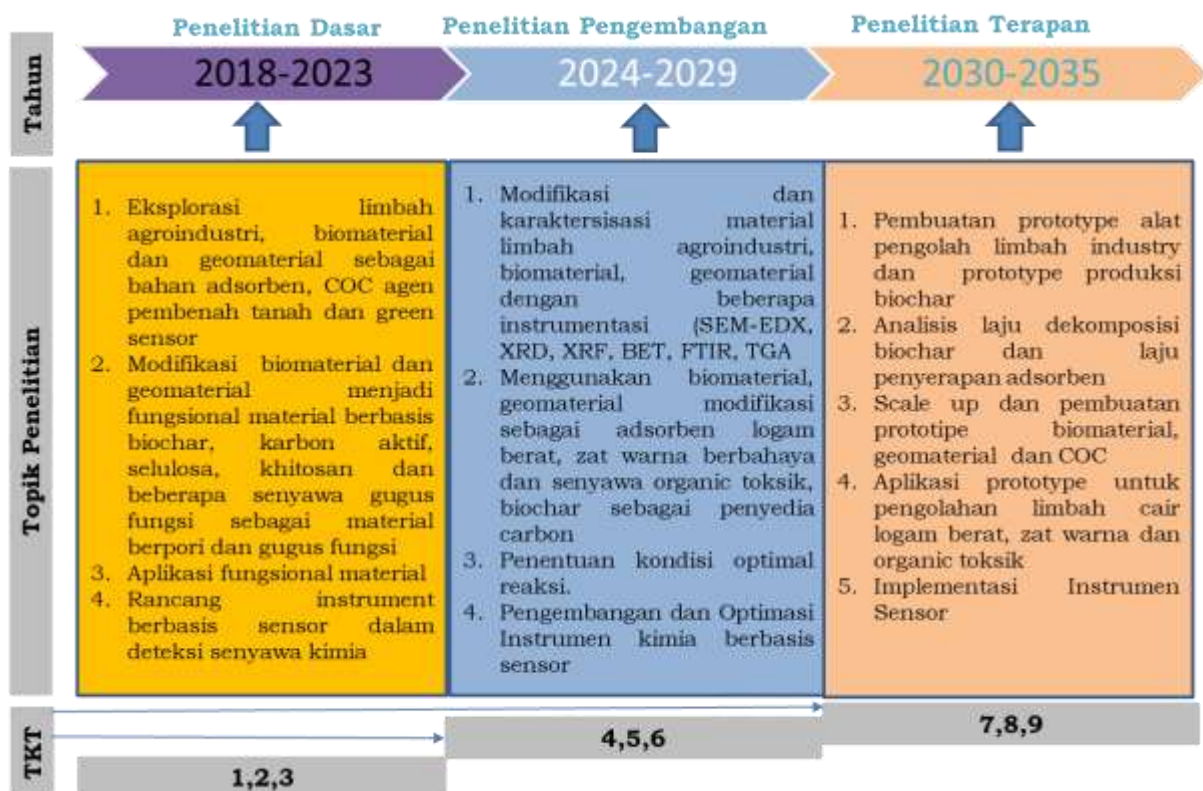 Penelitian Dasar
Penelitian Pengembangan
Penelitian Terapan
Tahun
2018-2023
2024-2029
2030-2035
Topik Penelitian
1. Eksplorasi limbah
agroindustri, biomaterial
dan geomaterial sebagai
bahan adsorben, COC agen
pembenah tanah dan green
sensor
2. Modifikasi biomaterial dan
geomaterial menjadi
fungsional material berbasis
biochar, karbon aktif,
selulosa, khitosan dan
beberapa senyawa gugus
fungsi sebagai material
berpori dan gugus fungsi
3. Aplikasi fungsional material
4. Rancang instrument
berbasis sensor dalam
deteksi senyawa kimia
1. Modifikasi dan
karaktersisasi material
limbah agroindustri,
biomaterial, geomaterial
dengan beberapa
instrumentasi (SEM-EDX,
XRD, XRF, BET, FTIR, TGA
2. Menggunakan biomaterial,
geomaterial modifikasi
sebagai adsorben logam
berat, zat warna berbahaya
dan senyawa organic toksik,
biochar sebagai penyedia
carbon
3. Penentuan kondisi optimal
reaksi.
4. Pengembangan dan Optimasi
Instrumen kimia berbasis
sensor
1. Pembuatan prototype alat
pengolah limbah industry
dan prototype produksi
biochar
2. Analisis laju dekomposisi
biochar dan laju
penyerapan adsorben
3. Scale up dan pembuatan
prototipe biomaterial,
geomaterial dan COC
4. Aplikasi prototype untuk
pengolahan limbah cair
logam berat, zat warna dan
organic toksik
5. Implementasi Instrumen
Sensor
TKT
1,2,3
4,5,6
7,8,9